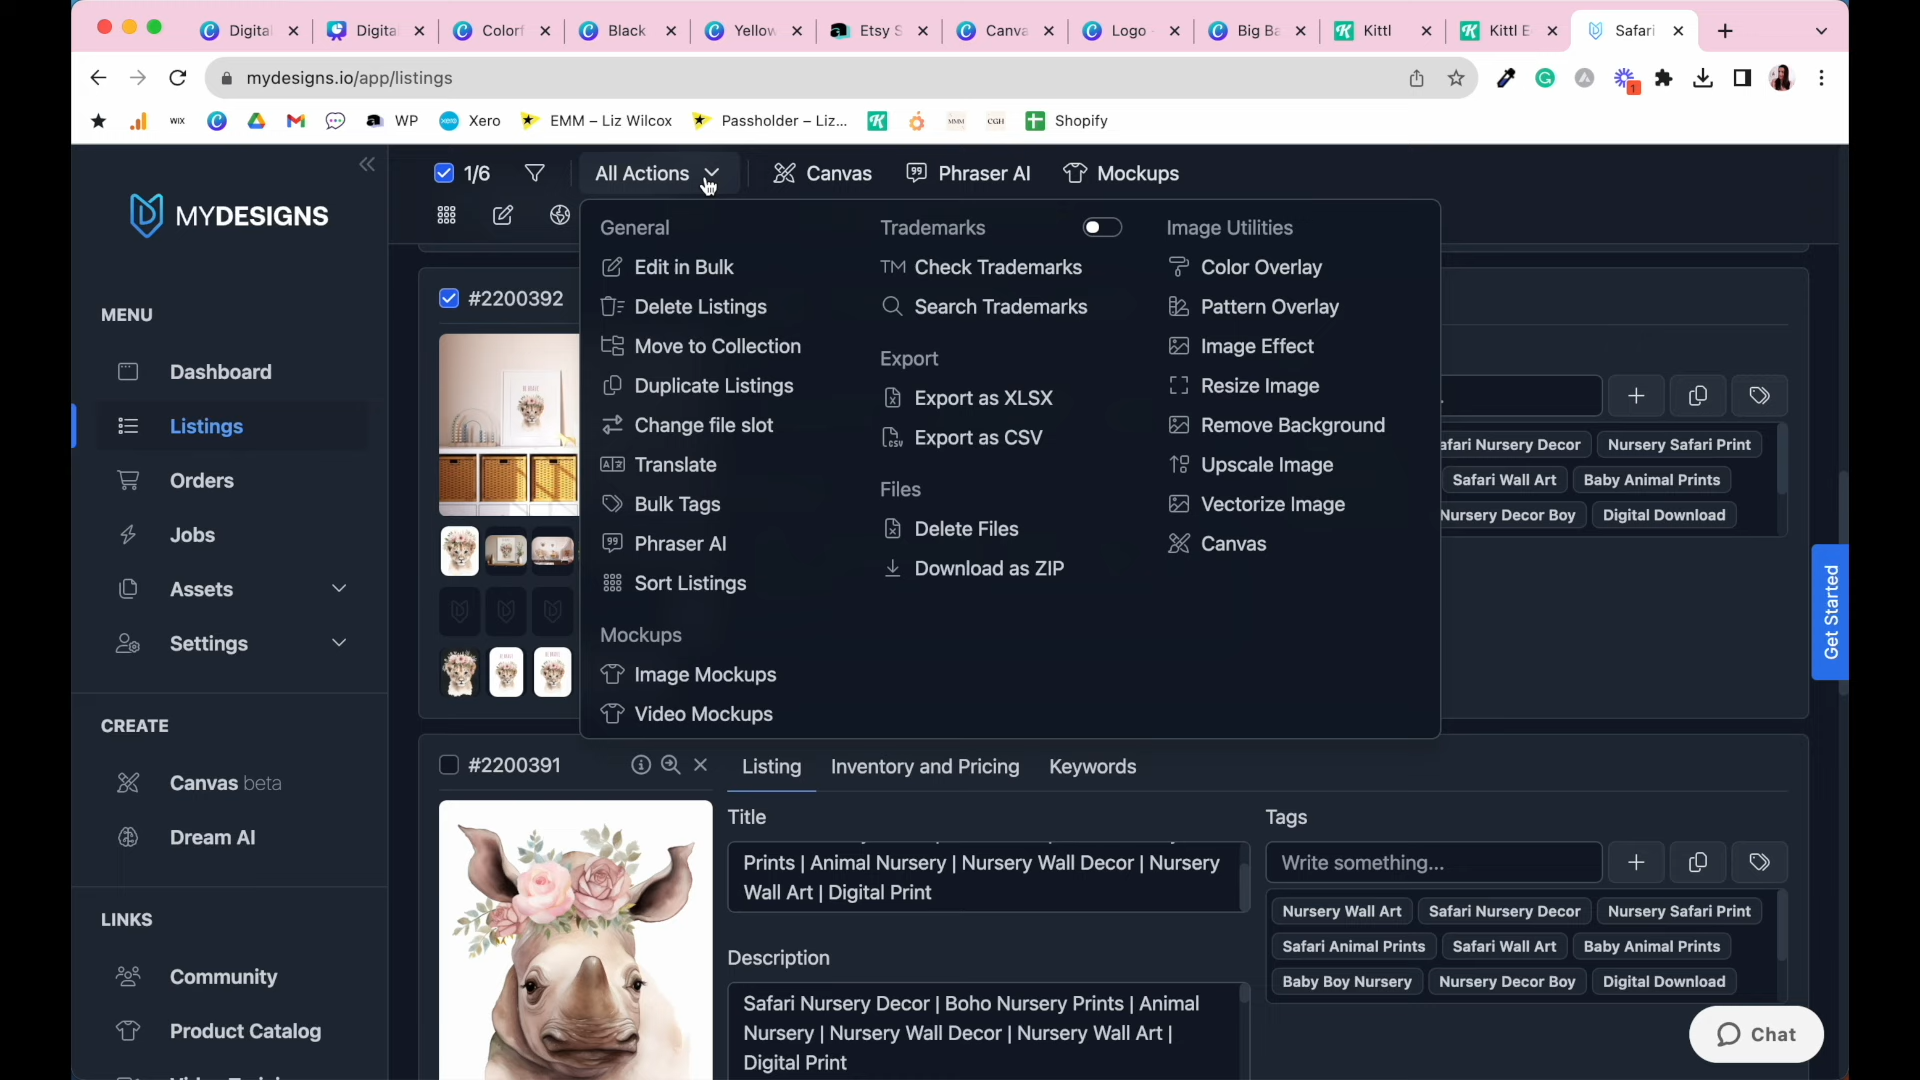 Digital
Digita
Colorf
Black
Yellow
Etsy S
Canva
Logo
Big Ba
Kittl
Kittl E
Safari
mydesigns.io/app/listings
1
WIX
WP
xero
Xero
EMM – Liz Wilcox
Passholder – Liz...
MMM
CGH
Shopify
MYDESIGNS
1/6
All Actions
Canvas
Phraser AI
Mockups
MENU
Dashboard
Listings
Orders
Jobs
Assets
Settings
CREATE
Canvas beta
Dream AI
LINKS
Community
Product Catalog
#2200392
General
Edit in Bulk
Delete Listings
Move to Collection
Duplicate Listings
Change file slot
Translate
Bulk Tags
Phraser AI
Sort Listings
Mockups
Image Mockups
Video Mockups
Trademarks
TM Check Trademarks
Search Trademarks
Export
Export as XLSX
Export as CSV
Files
Delete Files
Download as ZIP
Image Utilities
Color Overlay
Pattern Overlay
Image Effect
Resize Image
Remove Background
Upscale Image
Vectorize Image
Canvas
afari Nursery Decor
Nursery Safari Print
Safari Wall Art
Baby Animal Prints
Nursery Decor Boy
Digital Download
Get Started
#2200391
Listing
Inventory and Pricing
Keywords
Title
Prints | Animal Nursery | Nursery Wall Decor | Nursery
Wall Art | Digital Print
Description
Safari Nursery Decor | Boho Nursery Prints | Animal
Nursery | Nursery Wall Decor | Nursery Wall Art |
Digital Print
Tags
Write something...
Nursery Wall Art
Safari Nursery Decor
Nursery Safari Print
Safari Animal Prints
Safari Wall Art
Baby Animal Prints
Baby Boy Nursery
Nursery Decor Boy
Digital Download
Chat